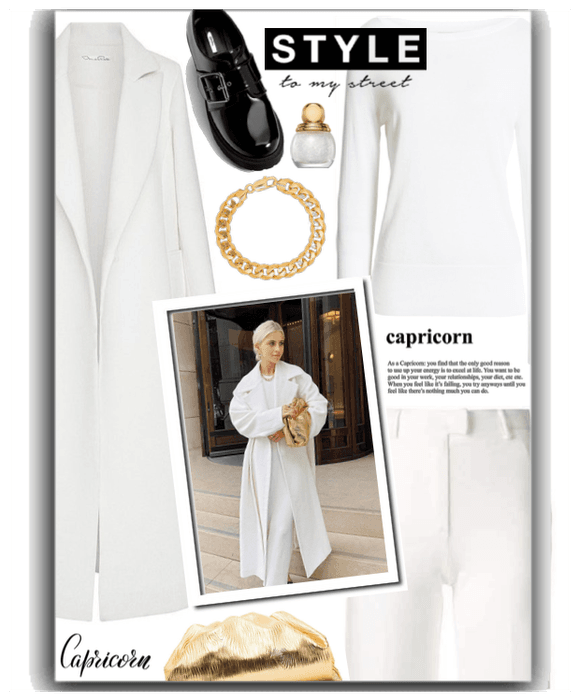 STYLE
to my street
capricorn
As a Capricorn: you find that the only good reason
to use up your energy is to excel at life. You want to be
good in your work, your relationships, your diet, etc etc.
When you feel like it's failing, you try anyways until you
feel like there's nothing much you can do.
Capricorn